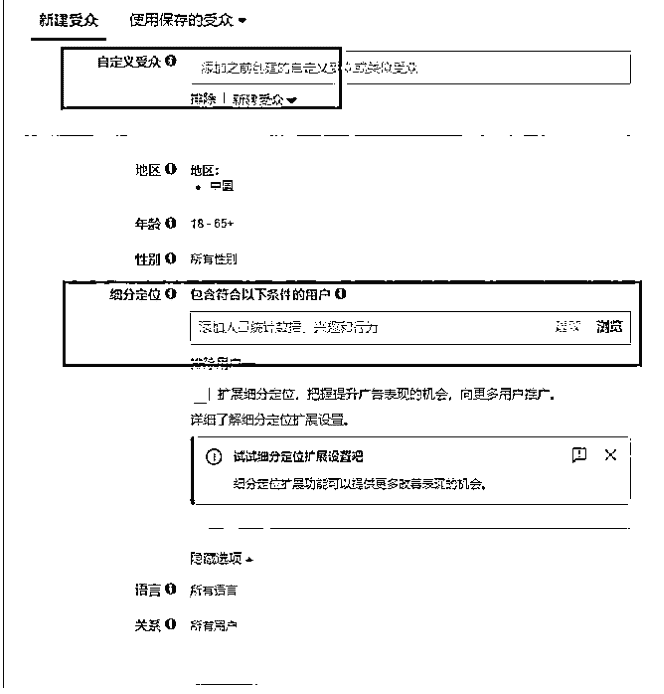 新建受众 使用保存的受众
自定义受众 添加之前创建的自定义受众或类似受众
排除 | 新建受众
地区 地区:
• 中国
年龄 18 - 65+
性别 所有性别
细分定位 包含符合以下条件的用户
添加人口统计数据、兴趣和行为 建议 浏览
排除用户
扩展细分定位，把握提升广告表现的机会，向更多用户推广。
详细了解细分定位扩展设置。
试试细分定位扩展设置吧
细分定位扩展功能可以提供更多改善表现的机会。
隐藏选项
语言 所有语言
关系 所有用户